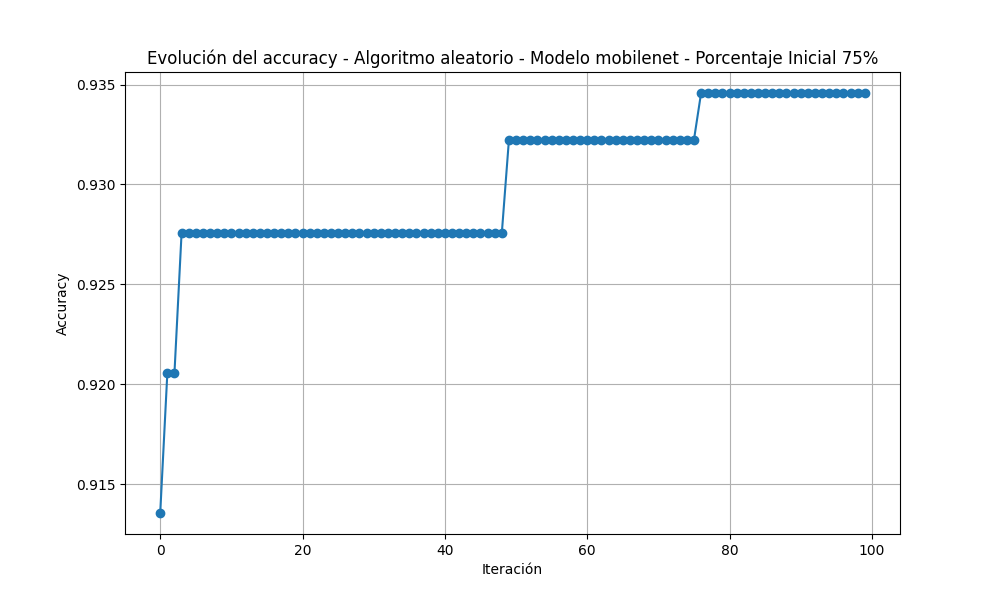 Evolución del accuracy - Algoritmo aleatorio - Modelo mobilenet - Porcentaje Inicial 75%
0.935
0.930
0.925
0.920
0.915
Accuracy
0 20 40 60 80 100
Iteración